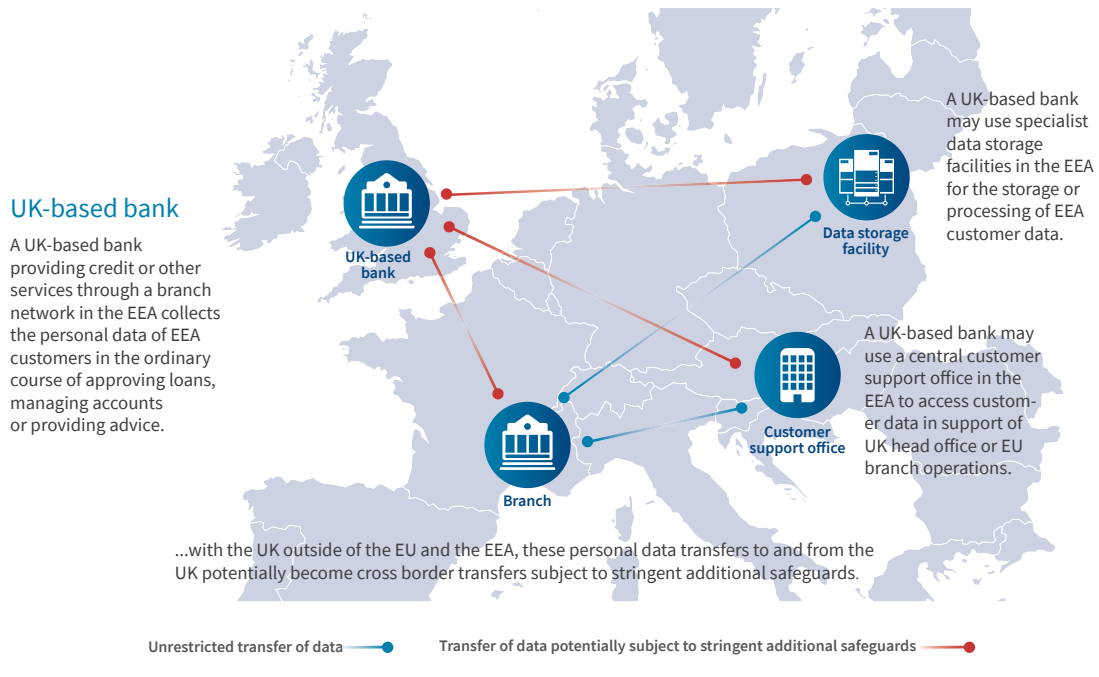 UK-based bank
A UK-based bank
providing credit or other
services through a branch
network in the EEA collects
the personal data of EEA
customers in the ordinary
course of approving loans,
managing accounts
or providing advice.
UK-based
bank
A UK-based bank
may use specialist
data storage
facilities in the EEA
for the storage or
processing of EEA
customer data.
Data storage
facility
A UK-based bank may
use a central customer
support office in the
EEA to access custom-
er data in support of
UK head office or EU
branch operations.
Customer
support office
Branch
...with the UK outside of the EU and the EEA, these personal data transfers to and from the
UK potentially become cross border transfers subject to stringent additional safeguards.
Unrestricted transfer of data
Transfer of data potentially subject to stringent additional safeguards